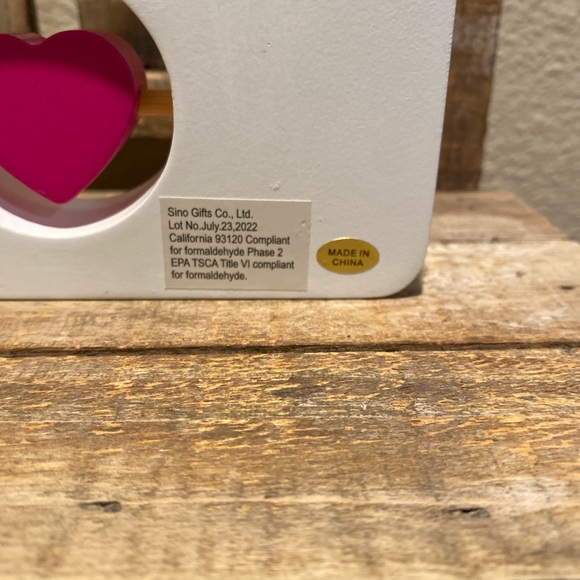 Sino Gifts Co., Ltd.
Lot No.July.23,2022
California 93120 Compliant
for formaldehyde Phase 2
EPA TSCA Title VI compliant
for formaldehyde.
MADE IN
CHINA